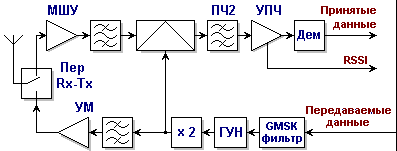 МШУ
ПЧ2
УПЧ
Принятые
данные
Дем
RSSI
Пер
Rx-Tx
УМ
Передаваемые
данные
× 2
ГУН
GMSK
фильтр